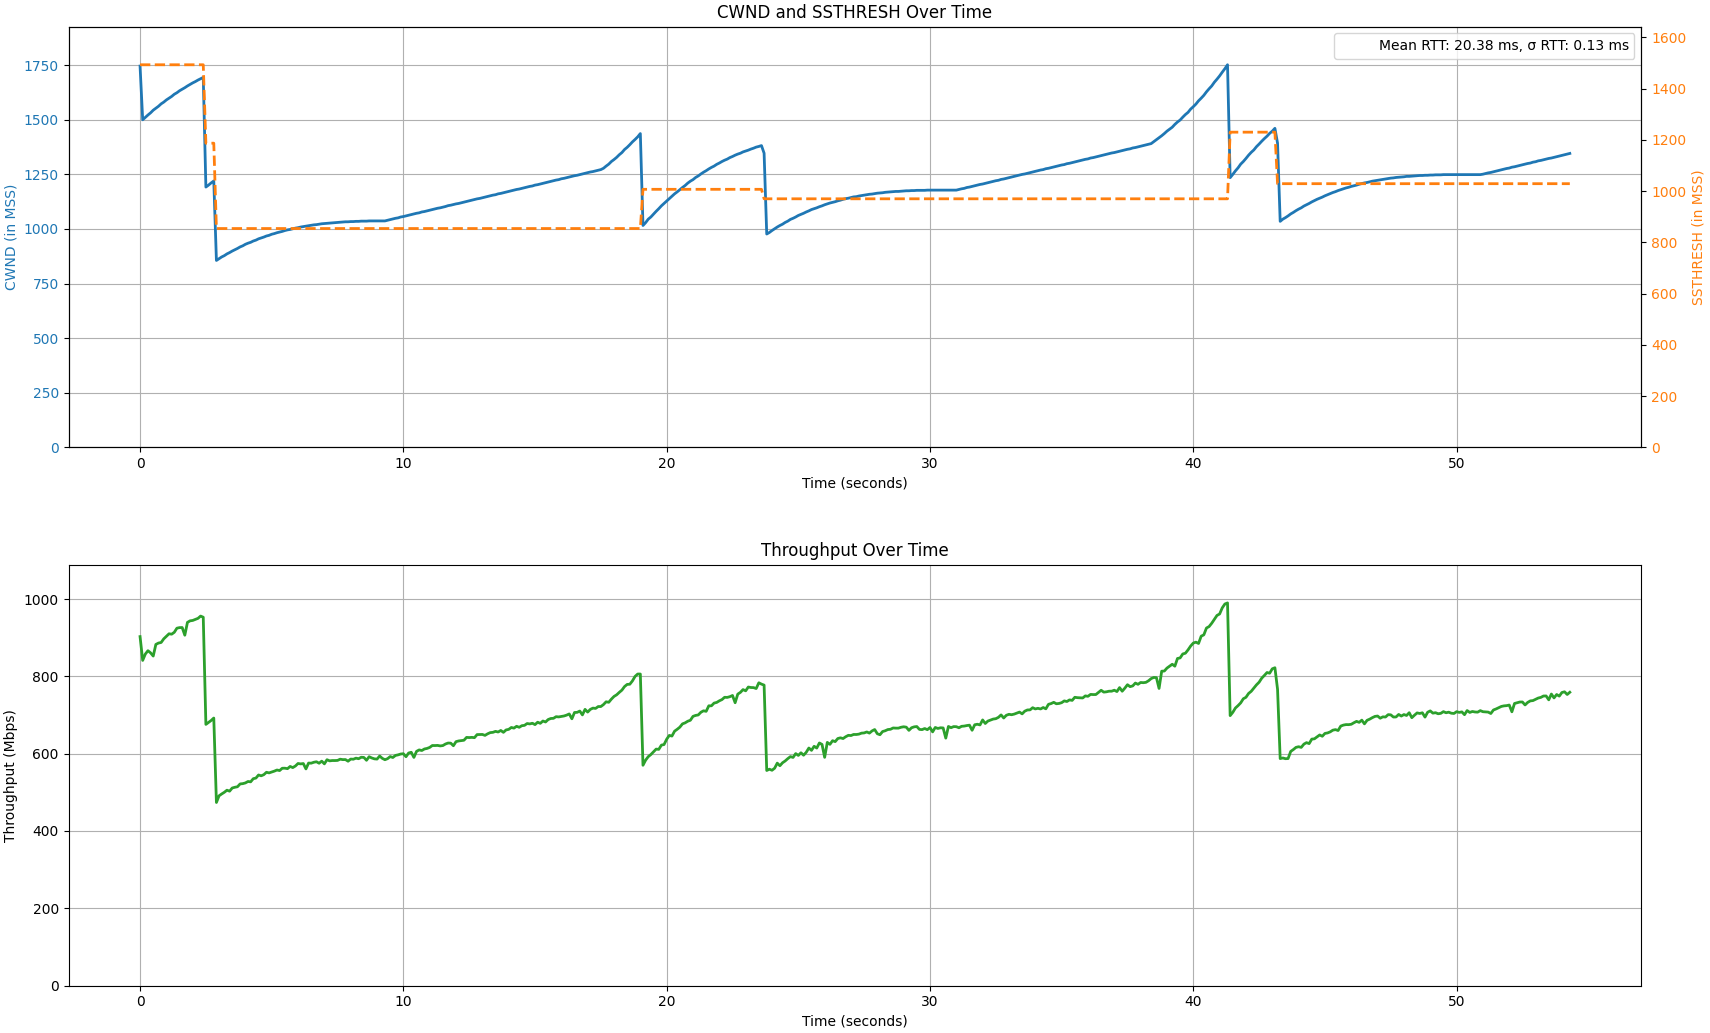 CWND and SSTHRESH Over Time
Mean RTT: 20.38 ms, σ RTT: 0.13 ms
CWND (in MSS)
1750
1500
1250
1000
750
500
250
0
SSTHRESH (in MSS)
1600
1400
1200
1000
800
600
400
200
0
0 10 20 30 40 50
Time (seconds)
Throughput Over Time
Throughput (Mbps)
1000
800
600
400
200
0
0 10 20 30 40 50
Time (seconds)